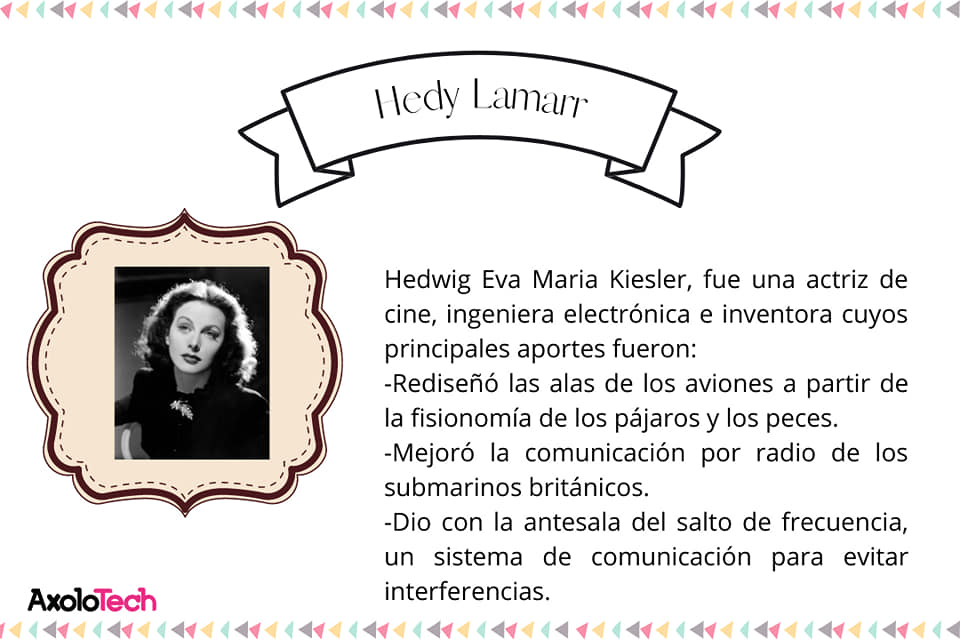 Hedy Lamarr
Hedwig Eva Maria Kiesler, fue una actriz de
cine, ingeniera electrónica e inventora cuyos
principales aportes fueron:
-Rediseñó las alas de los aviones a partir de
la fisionomía de los pájaros y los peces.
-Mejoró la comunicación por radio de los
submarinos británicos.
-Dio con la antesala del salto de frecuencia,
un sistema de comunicación para evitar
interferencias.
AxoloTech